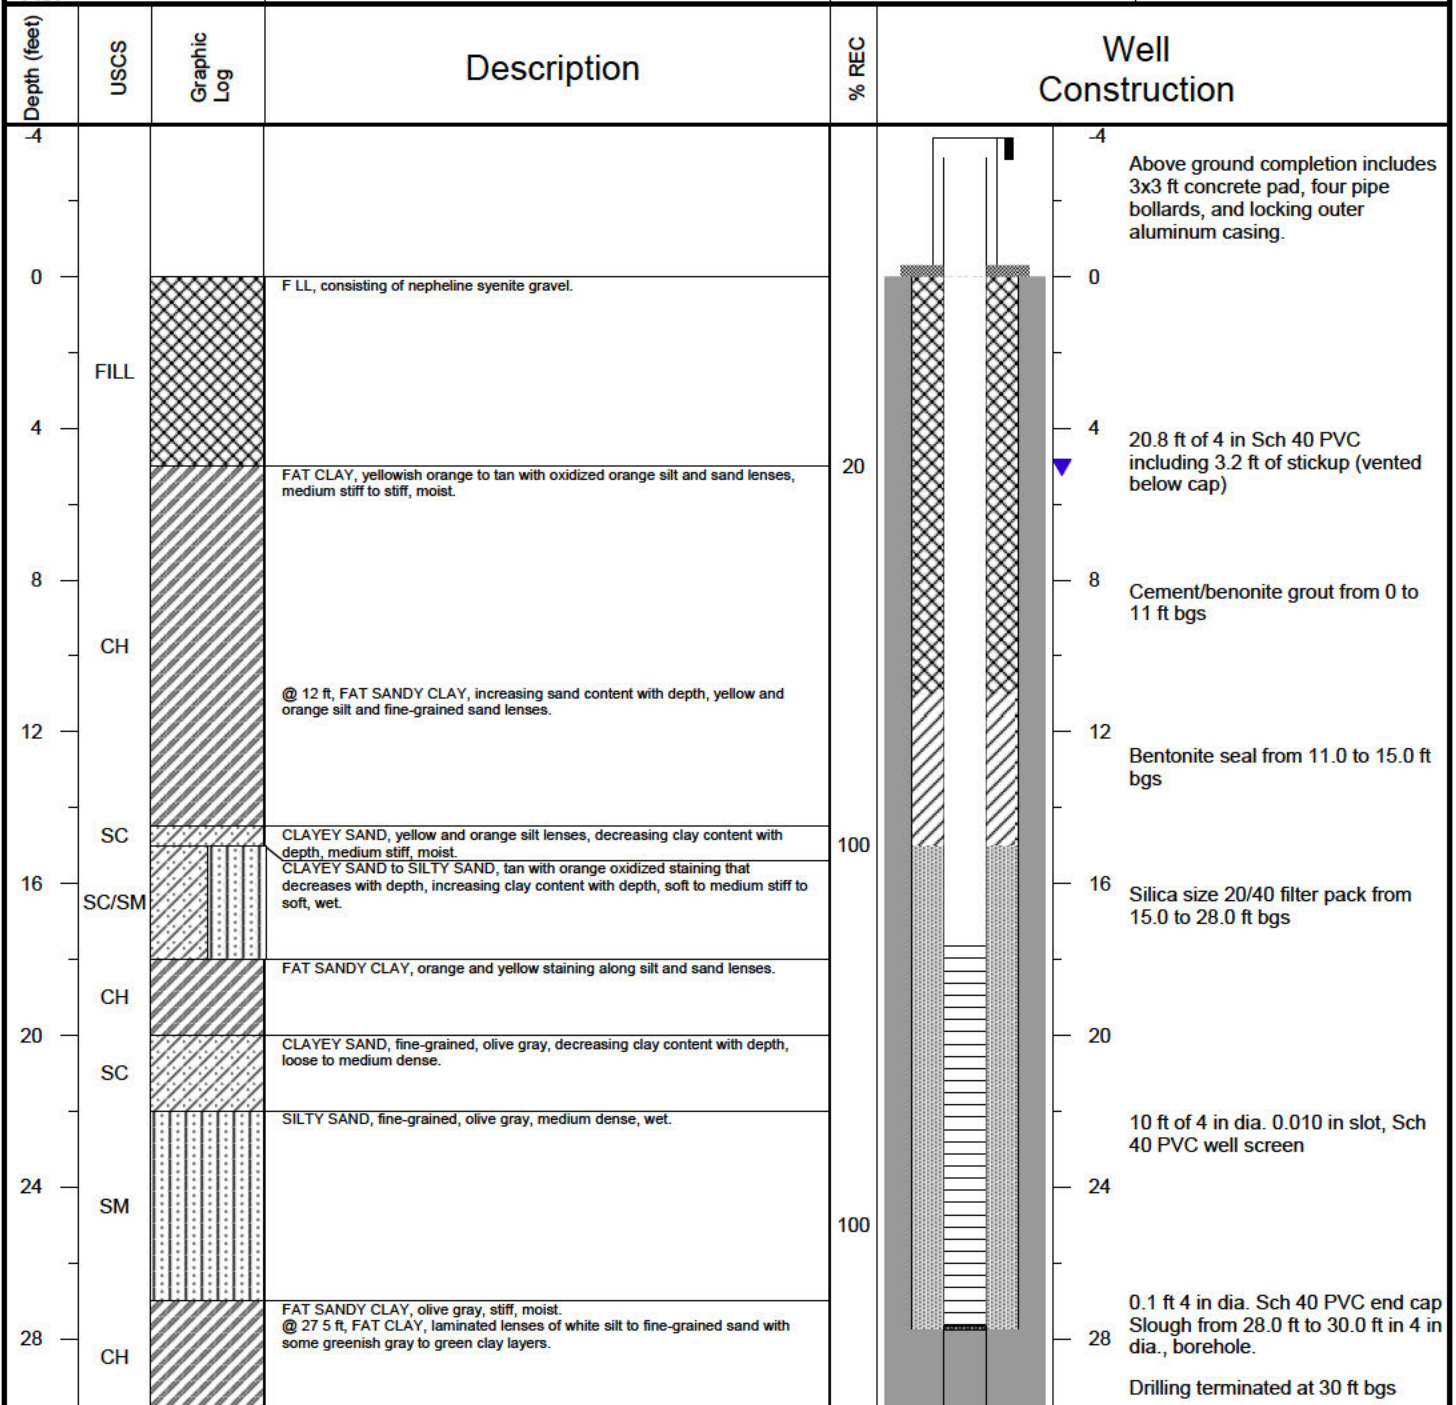 Depth (feet)
USCS
Graphic
Log
Description
% REC
Well
Construction
-4
-4
Above ground completion includes
3x3 ft concrete pad, four pipe
bollards, and locking outer
aluminum casing.
0
F LL, consisting of nepheline syenite gravel.
0
FILL
4
4
20.8 ft of 4 in Sch 40 PVC
including 3.2 ft of stickup (vented
below cap)
FAT CLAY, yellowish orange to tan with oxidized orange silt and sand lenses,
medium stiff to stiff, moist.
20
8
8
Cement/benonite grout from 0 to
11 ft bgs
CH
@ 12 ft, FAT SANDY CLAY, increasing sand content with depth, yellow and
orange silt and fine-grained sand lenses.
12
12
Bentonite seal from 11.0 to 15.0 ft
bgs
SC
CLAYEY SAND, yellow and orange silt lenses, decreasing clay content with
depth, medium stiff, moist.
100
CLAYEY SAND to SILTY SAND, tan with orange oxidized staining that
decreases with depth, increasing clay content with depth, soft to medium stiff to
soft, wet.
16
16
Silica size 20/40 filter pack from
15.0 to 28.0 ft bgs
SC/SM
FAT SANDY CLAY, orange and yellow staining along silt and sand lenses.
CH
20
20
CLAYEY SAND, fine-grained, olive gray, decreasing clay content with depth,
loose to medium dense.
SC
SILTY SAND, fine-grained, olive gray, medium dense, wet.
10 ft of 4 in dia. 0.010 in slot, Sch
40 PVC well screen
24
24
SM
100
FAT SANDY CLAY, olive gray, stiff, moist.
@ 27 5 ft, FAT CLAY, laminated lenses of white silt to fine-grained sand with
some greenish gray to green clay layers.
0.1 ft 4 in dia. Sch 40 PVC end cap
Slough from 28.0 ft to 30.0 ft in 4 in
dia., borehole.
28
28
CH
Drilling terminated at 30 ft bgs